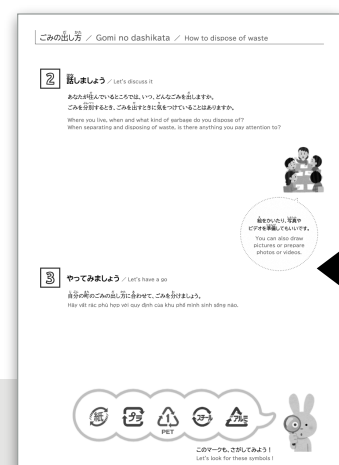 ごみの出し方 / Gomi no dashikata / How to dispose of waste
2 話しましょう / Let's discuss it
あなたが住んでいるところでは、いつ、どんなごみを出しますか。
ごみを分別するとき、ごみを出すときに気をつけていることはありますか。
Where you live, when and what kind of garbage do you dispose of?
When separating and disposing of waste, is there anything you pay attention to?
絵をかいたり、写真や
ビデオを準備してもいいです。
You can also draw
pictures or prepare
photos or videos.
3 やってみましょう / Let's have a go
自分の町のごみの出し方に合わせて、ごみを分けましょう。
Hãy vứt rác phù hợp với quy định của khu phố mình sinh sống nào.
紙 プラ 1 スチール アルミ
PET
このマークも、さがしてみよう!
Let's look for these symbols!